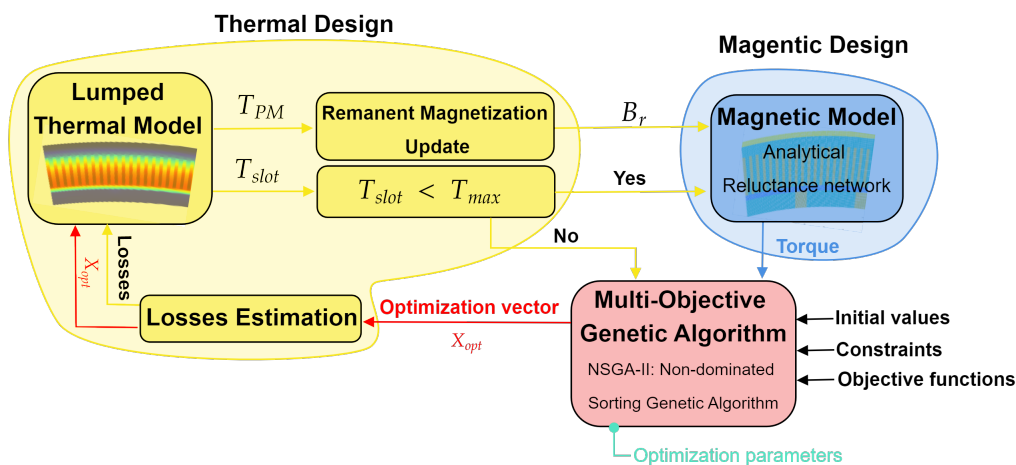 Thermal Design
Magentic Design
Lumped
Thermal Model
T_PM
Remanent Magnetization
Update
B_r
Magnetic Model
Analytical
Reluctance network
T_slot
T_slot < T_max
Yes
No
Torque
X_opt
Losses
Losses Estimation
Optimization vector
X_opt
Multi-Objective
Genetic Algorithm
NSGA-II: Non-dominated
Sorting Genetic Algorithm
Initial values
Constraints
Objective functions
Optimization parameters